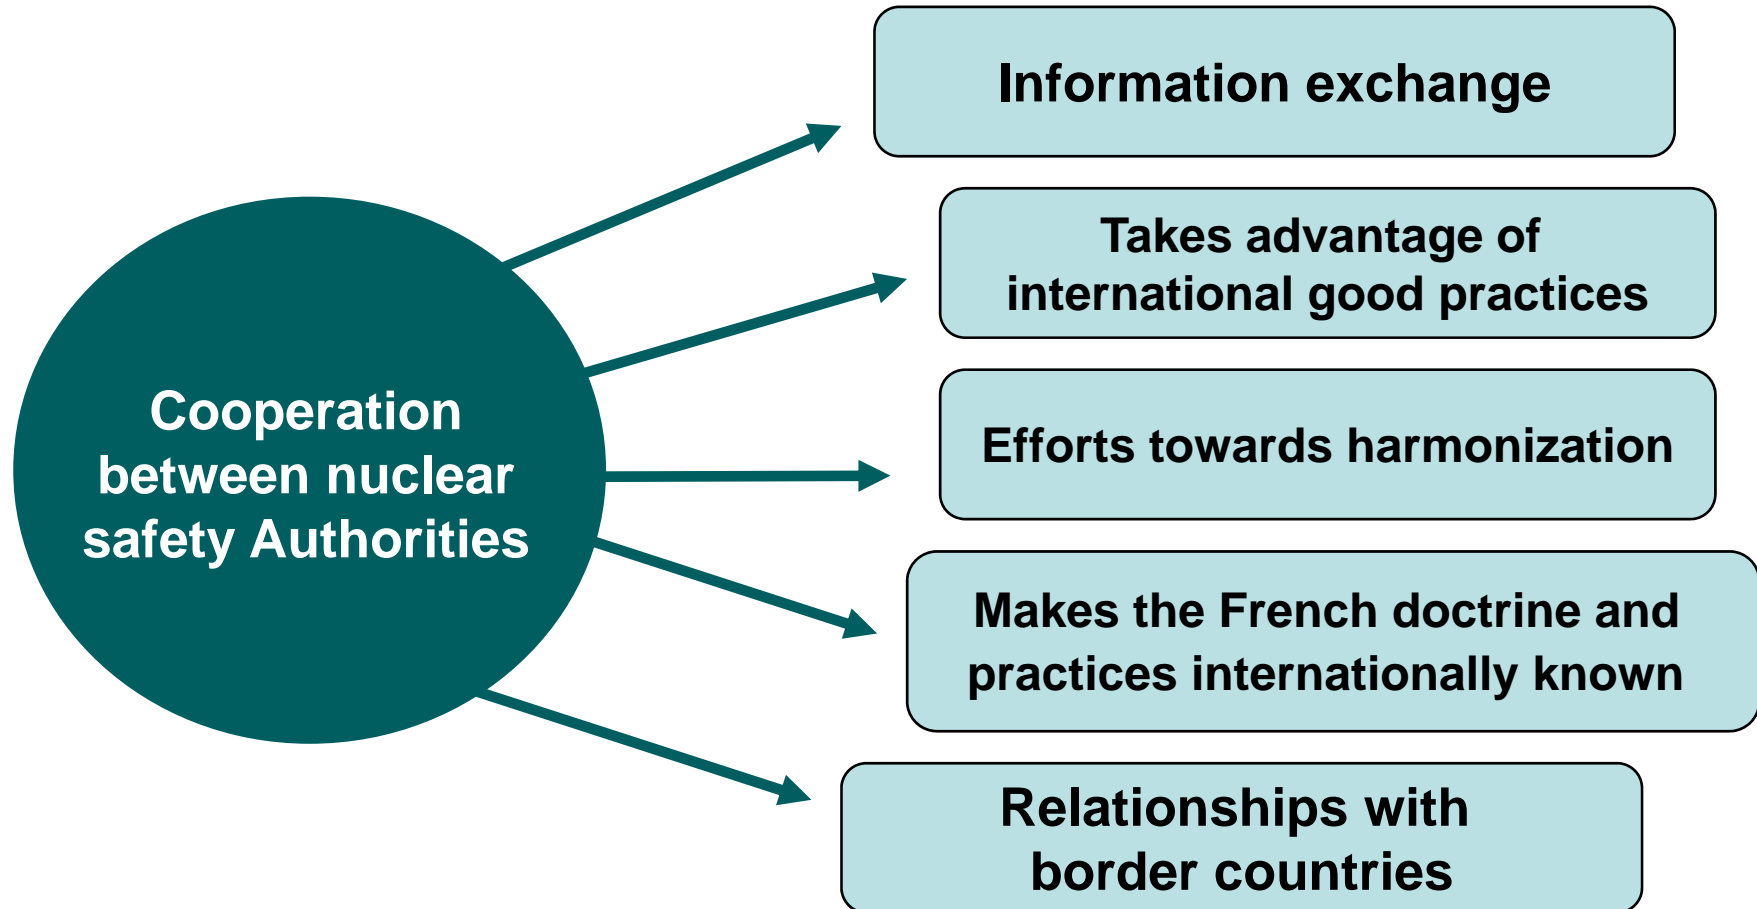 Cooperation
between nuclear
safety Authorities
Information exchange
Takes advantage of
international good practices
Efforts towards harmonization
Makes the French doctrine and
practices internationally known
Relationships with
border countries